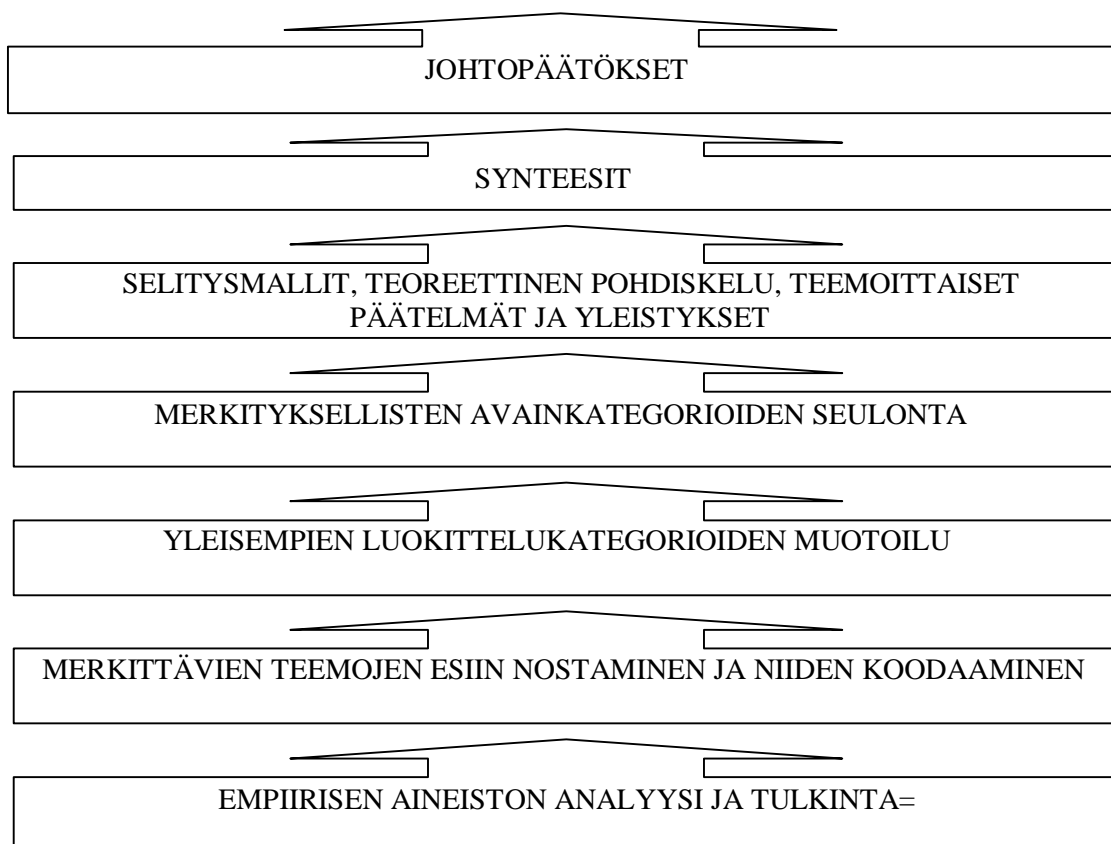 JOHTOPÄÄTÖKSET
SYNTEESIT
SELITYSMALLIT, TEOREETTINEN POHDISKELU, TEEMOITTAISET
PÄÄTELMÄT JA YLEISTYKSET
MERKITYKSELLISTEN AVAINKATEGORIOIDEN SEULONTA
YLEISEMPIEN LUOKITTELUKATEGORIOIDEN MUOTOILU
MERKITTÄVIEN TEEMOJEN ESIIN NOSTAMINEN JA NIIDEN KOODAAMINEN
EMPIIRISEN AINEISTON ANALYYSI JA TULKINTA=